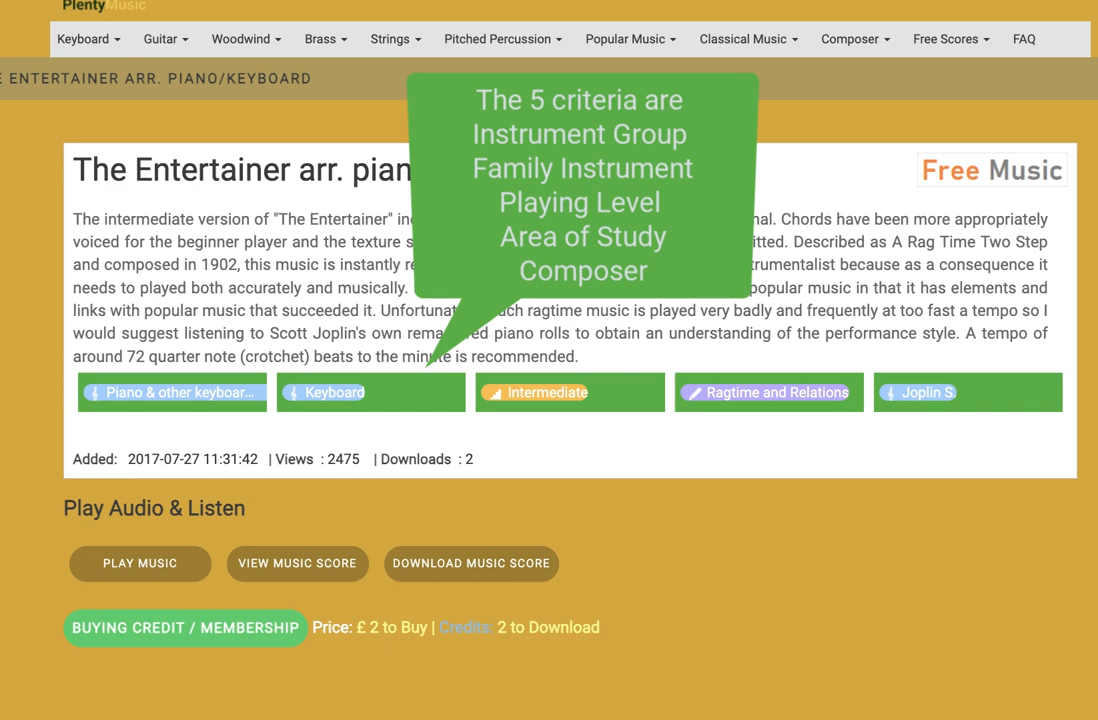 PlentyMusic
Keyboard Guitar Woodwind Brass Strings Pitched Percussion Popular Music Classical Music Composer Free Scores FAQ
ENTERTAINER ARR. PIANO/KEYBOARD
The 5 criteria are
Instrument Group
Family Instrument
Playing Level
Area of Study
Composer
The Entertainer arr. pian
Free Music
The intermediate version of "The Entertainer" in nal. Chords have been more appropriately
voiced for the beginner player and the texture s itted. Described as A Rag Time Two Step
and composed in 1902, this music is instantly re trumentalist because as a consequence it
needs to played both accurately and musically. popular music in that it has elements and
links with popular music that succeeded it. Unfortunat ch ragtime music is played very badly and frequently at too fast a tempo so I
would suggest listening to Scott Joplin's own rema ed piano rolls to obtain an understanding of the performance style. A tempo of
around 72 quarter note (crotchet) beats to the minute is recommended.
Piano & other keyboar... Keyboard Intermediate Ragtime and Relations Joplin S.
Added: 2017-07-27 11:31:42 | Views : 2475 | Downloads : 2
Play Audio & Listen
PLAY MUSIC VIEW MUSIC SCORE DOWNLOAD MUSIC SCORE
BUYING CREDIT / MEMBERSHIP Price: £ 2 to Buy | Credits: 2 to Download